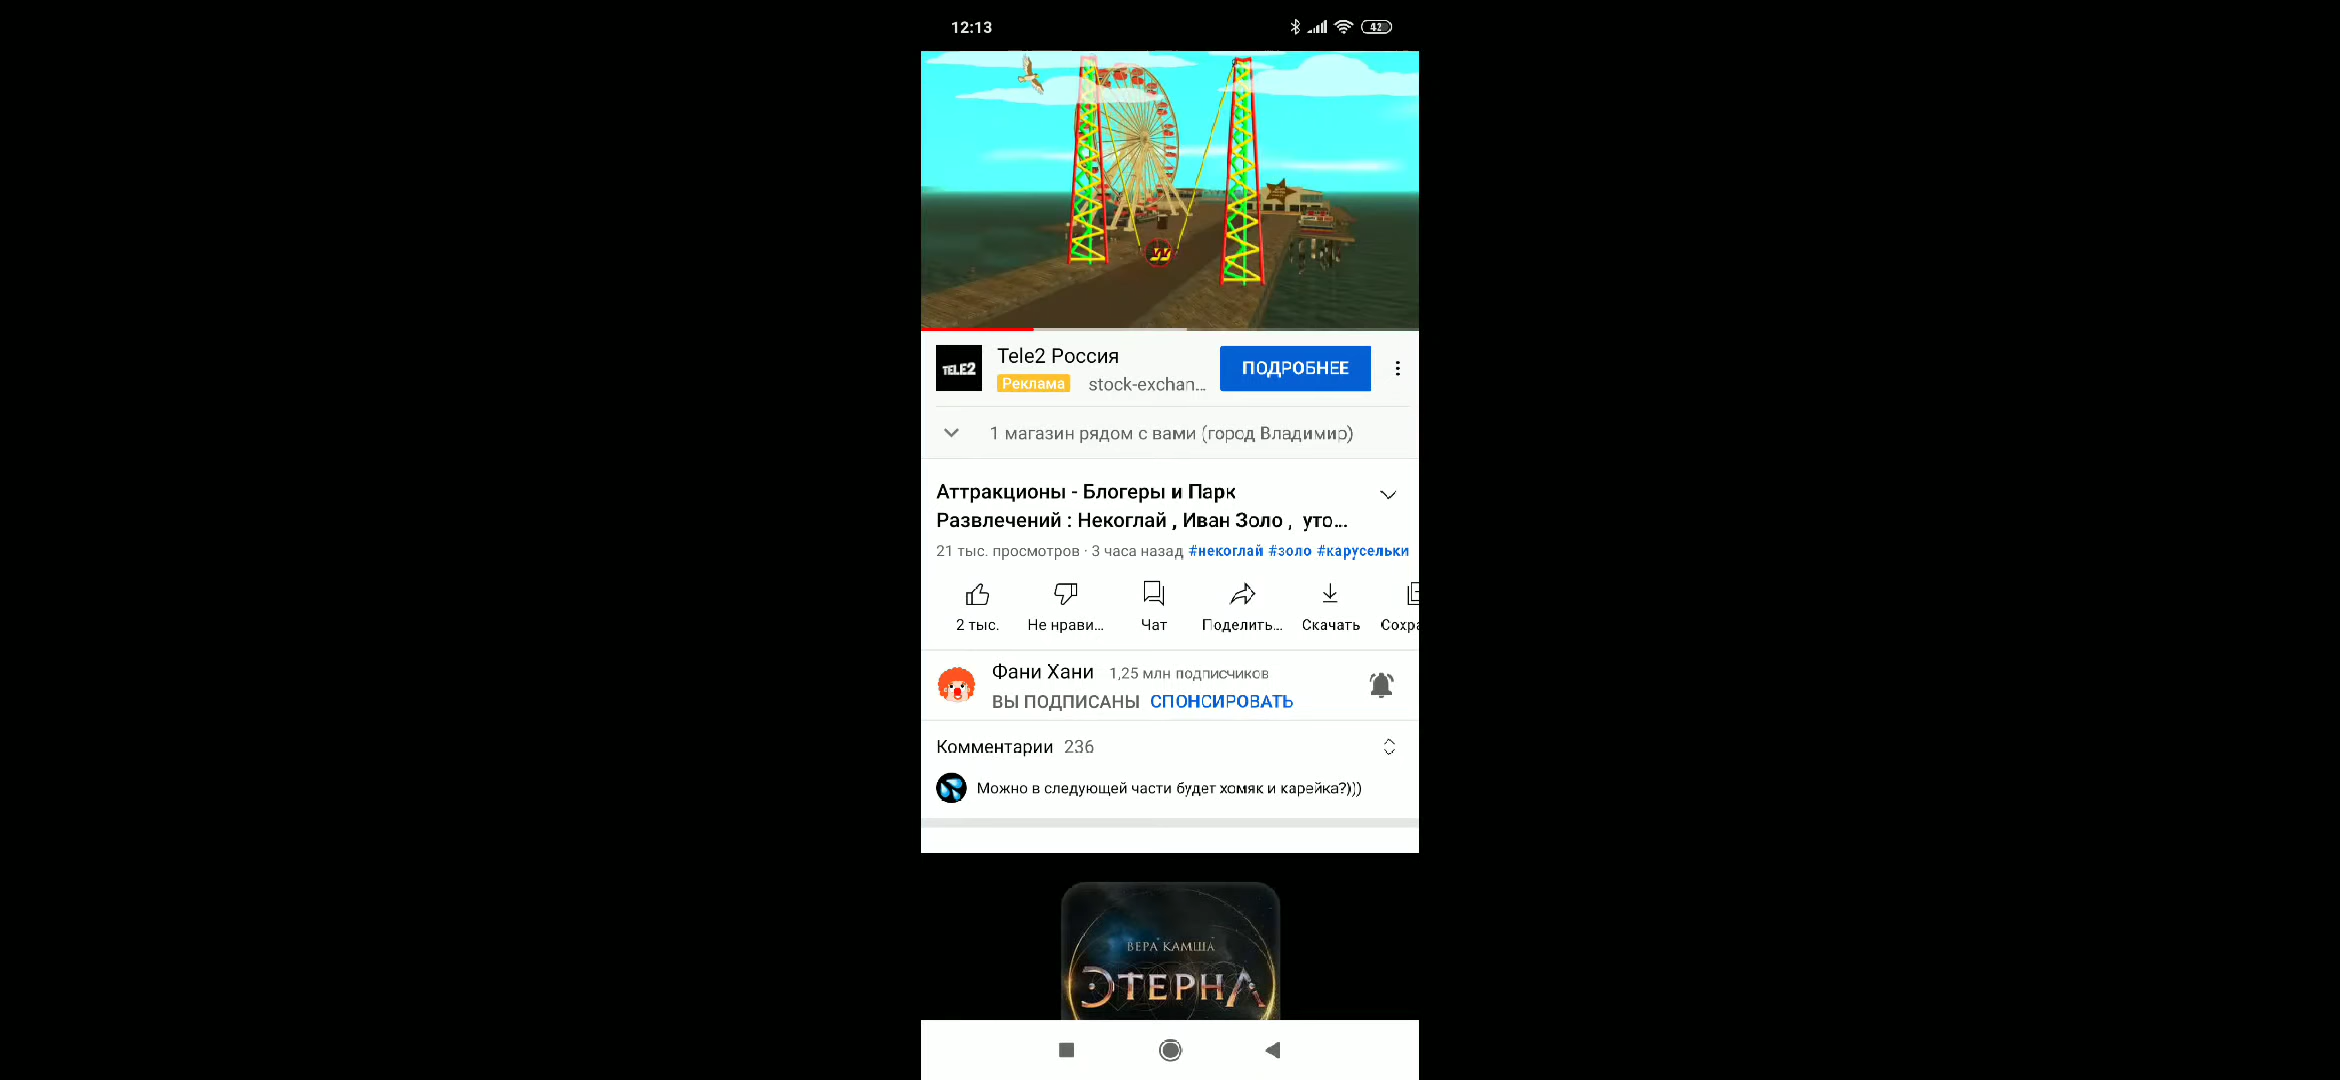 12:13
42
TELE2
Tele2 Россия
Реклама stock-exchan...
ПОДРОБНЕЕ
1 магазин рядом с вами (город Владимир)
Аттракционы - Блогеры и Парк
Развлечений : Некоглай , Иван Золо , уто...
21 тыс. просмотров · 3 часа назад #некоглай #золо #карусельки
2 тыс. Не нрави... Чат Поделить... Скачать Сохра
Фани Хани 1,25 млн подписчиков
ВЫ ПОДПИСАНЫ СПОНСИРОВАТЬ
Комментарии 236
Можно в следующей части будет хомяк и карейка?)))
ВЕРА КАМША
ЭТЕРНА